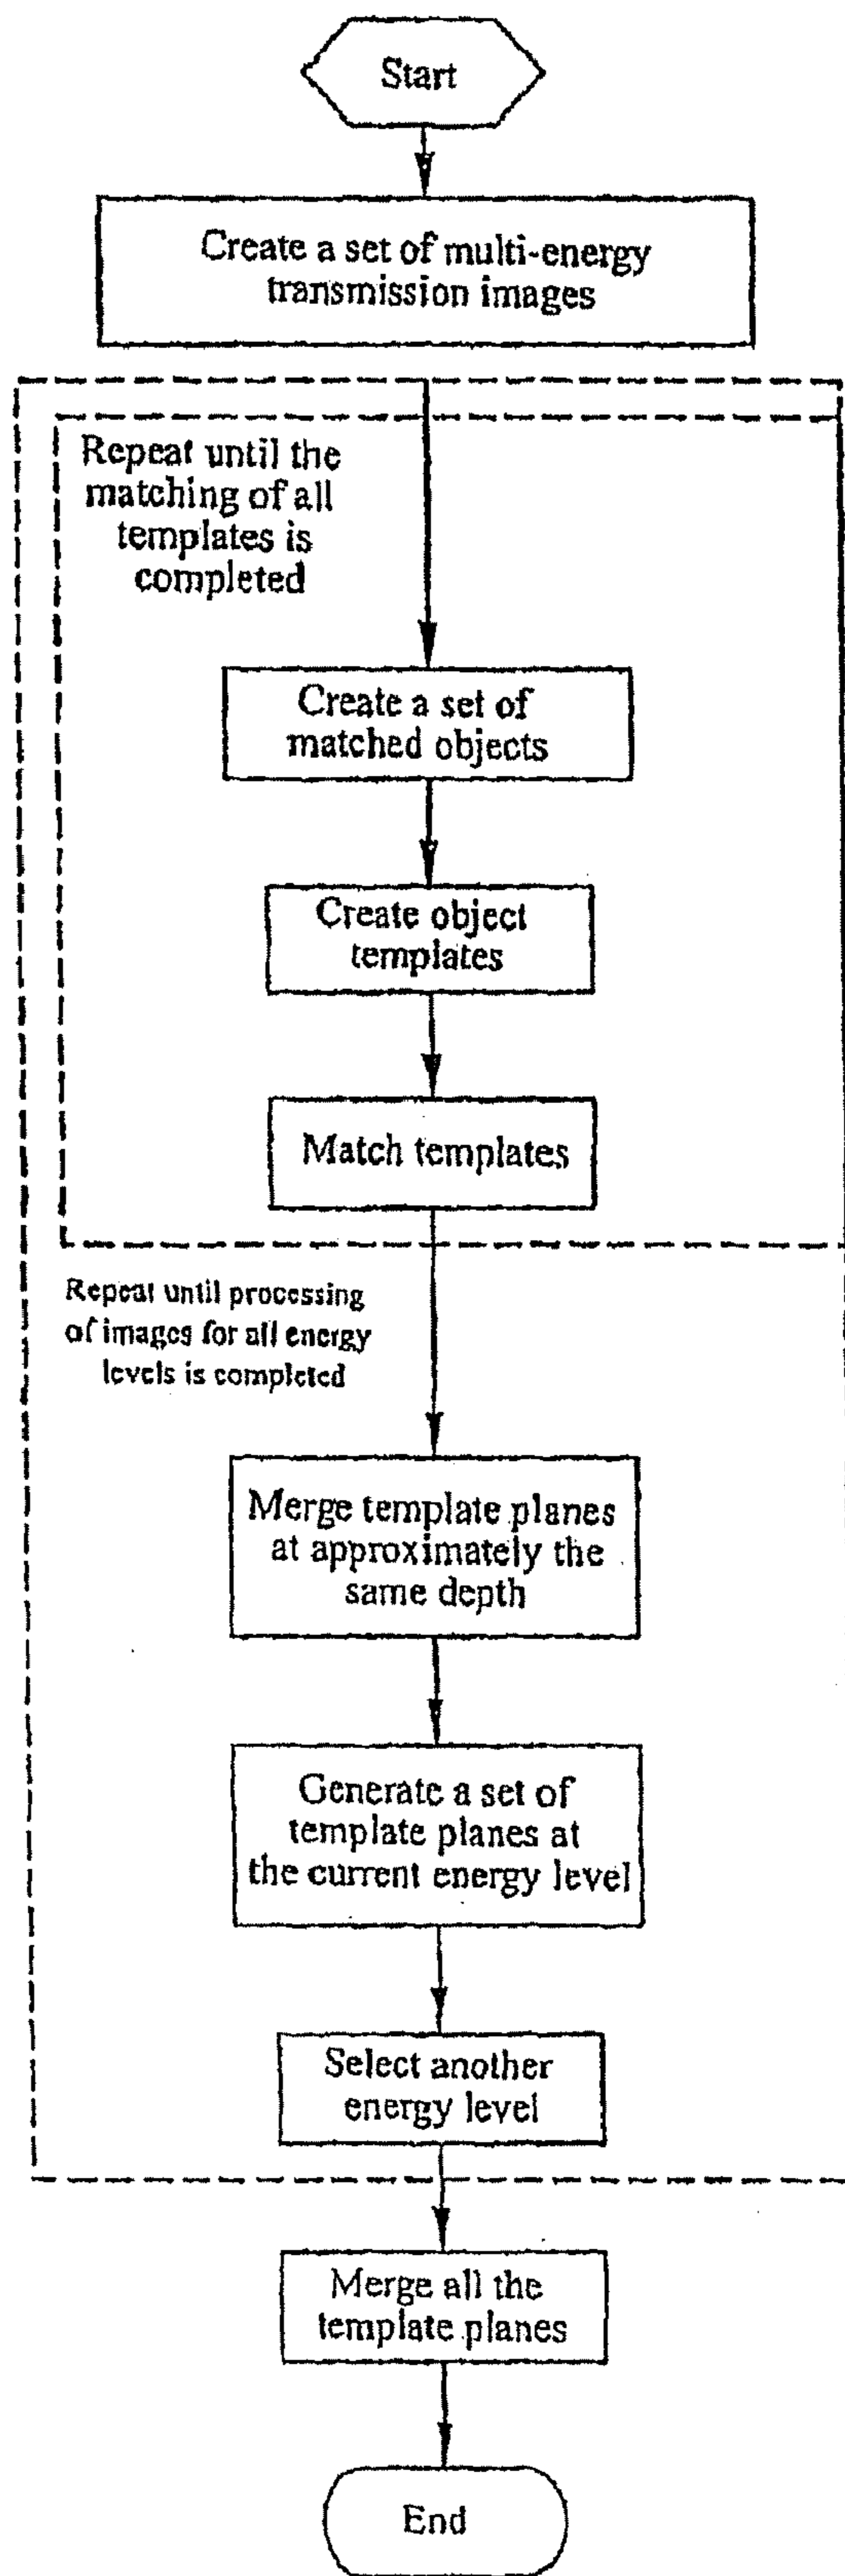 Start
Create a set of multi-energy
transmission images
Repeat until the
matching of all
templates is
completed
Create a set of
matched objects
Create object
templates
Match templates
Repeat until processing
of images for all energy
levels is completed
Merge template planes
at approximately the
same depth
Generate a set of
template planes at
the current energy level
Select another
energy level
Merge all the
template planes
End